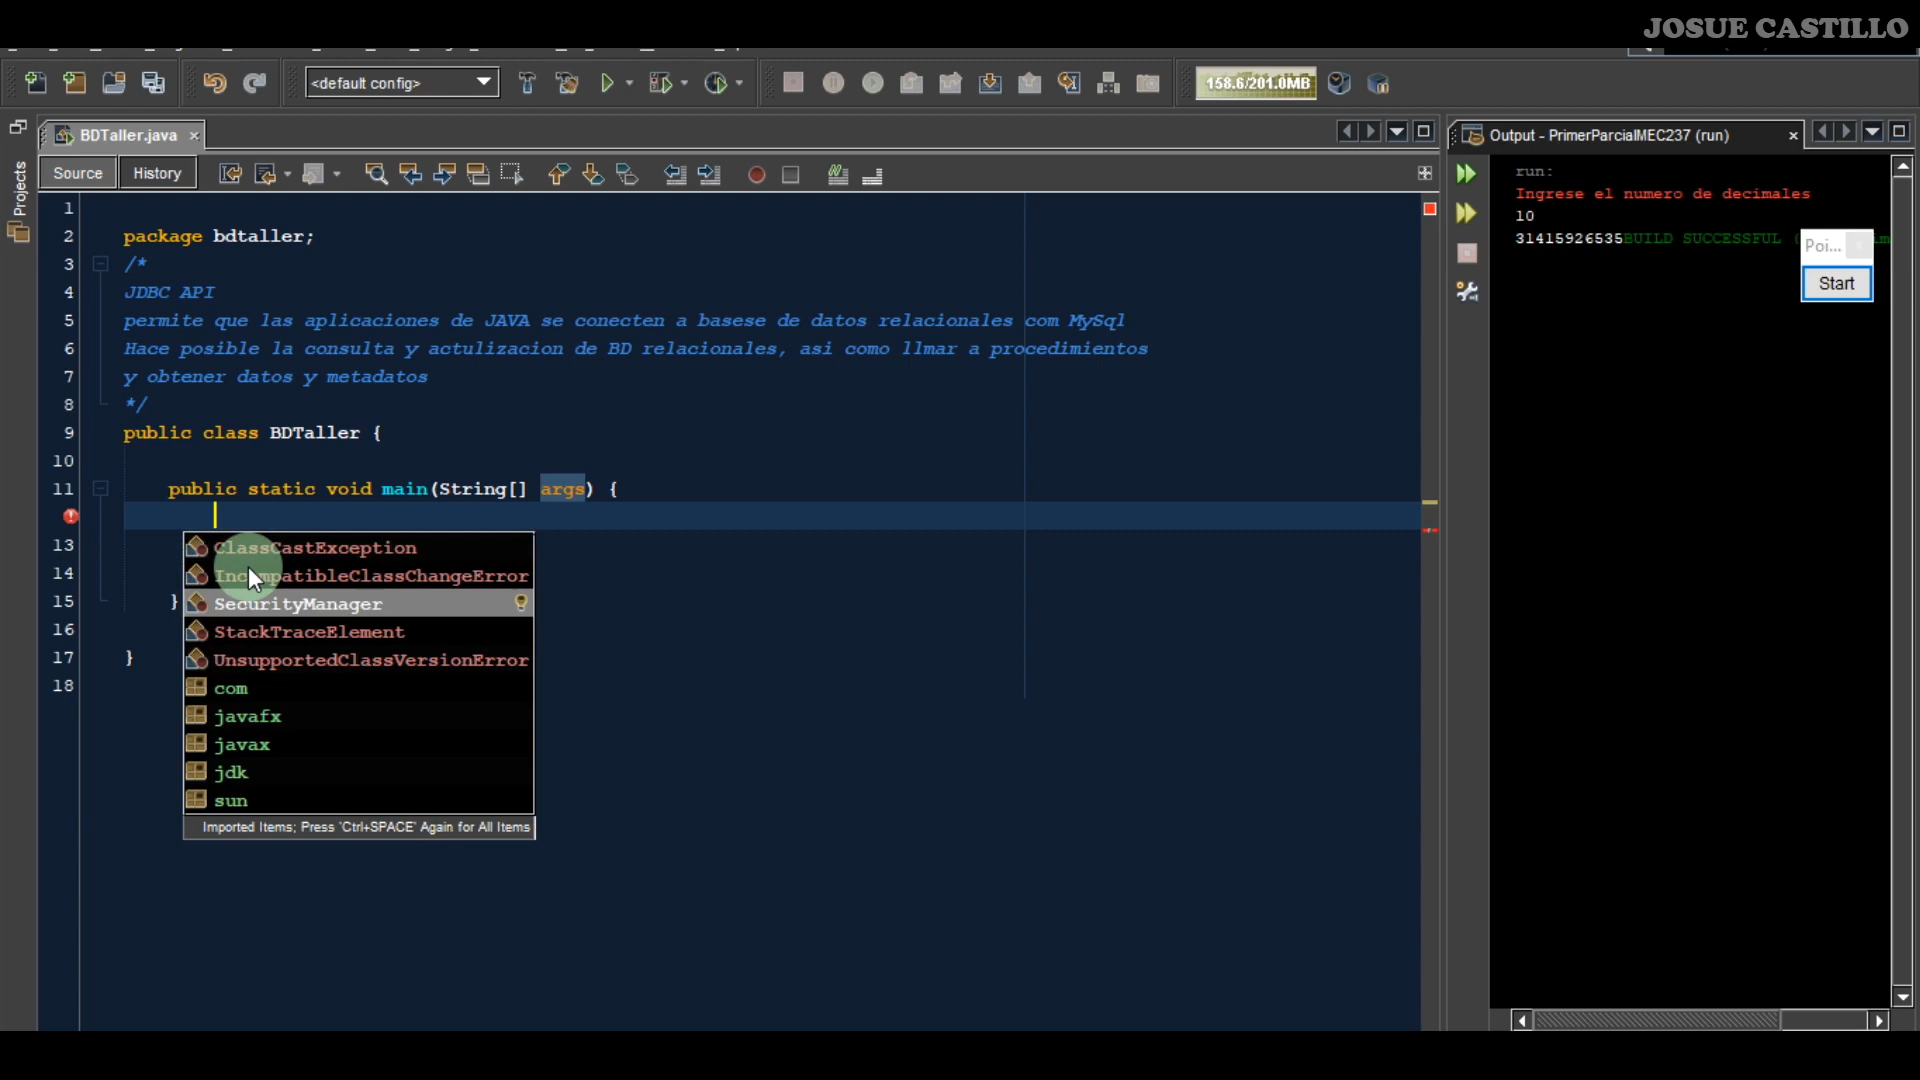 JOSUE CASTILLO
<default config>
158.6/201.0MB
Projects
BDTaller.java
Output - PrimerParcialMEC237 (run)
Source
History
1
2 package bdtaller;
3 /*
4 JDBC API
5 permite que las aplicaciones de JAVA se conecten a basese de datos relacionales com MySql
6 Hace posible la consulta y actulizacion de BD relacionales, asi como llmar a procedimientos
7 y obtener datos y metadatos
8 */
9 public class BDTaller {
10
11 public static void main(String[] args) {
13
14
15 }
16
17 }
18
ClassCastException
IncompatibleClassChangeError
SecurityManager
StackTraceElement
UnsupportedClassVersionError
com
javafx
javax
jdk
sun
Imported Items; Press 'Ctrl+SPACE' Again for All Items
run:
Ingrese el numero de decimales
10
31415926535BUILD SUCCESSFUL (
Poi...
Start